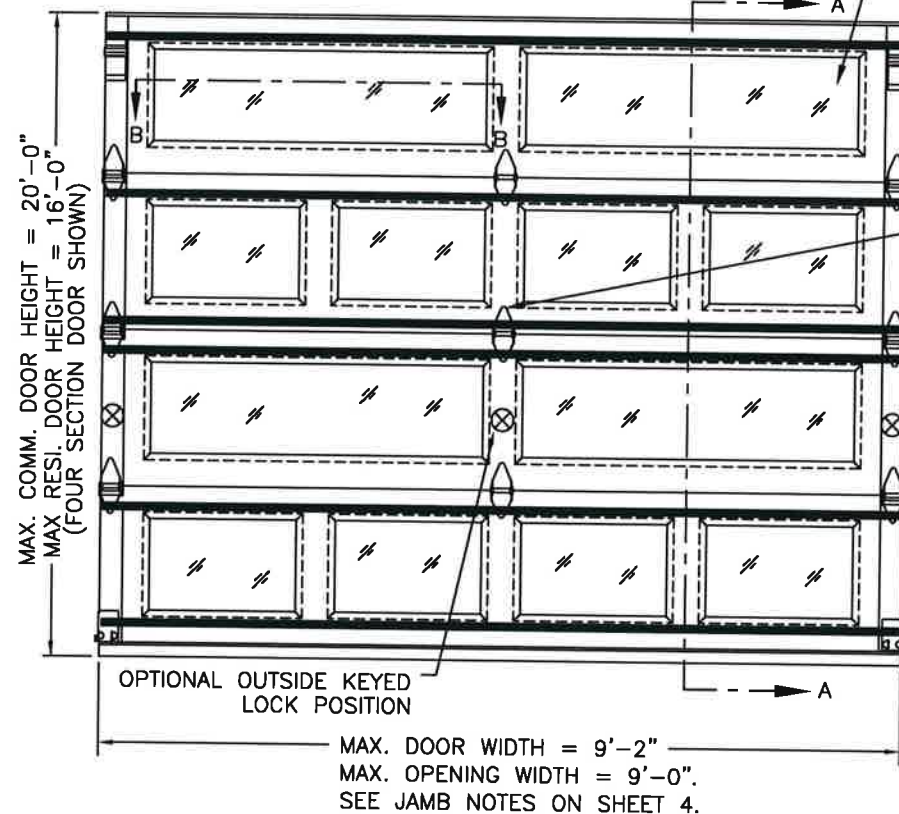 A
B
B
MAX. COMM. DOOR HEIGHT = 20'-0"
MAX RESI. DOOR HEIGHT = 16'-0"
(FOUR SECTION DOOR SHOWN)
OPTIONAL OUTSIDE KEYED
LOCK POSITION
A
MAX. DOOR WIDTH = 9'-2"
MAX. OPENING WIDTH = 9'-0".
SEE JAMB NOTES ON SHEET 4.